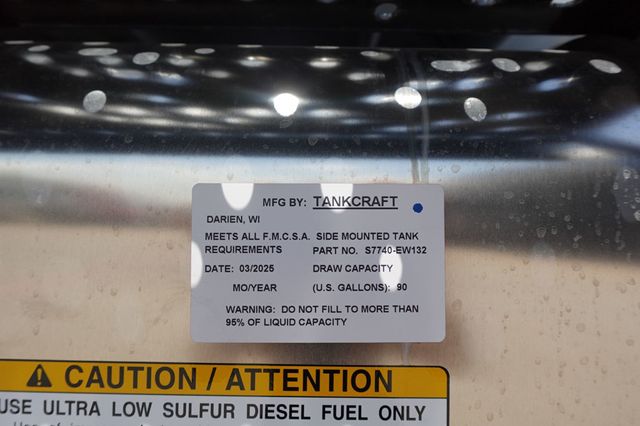 MFG BY: TANKCRAFT
DARIEN, WI
MEETS ALL F.M.C.S.A. SIDE MOUNTED TANK
REQUIREMENTS PART NO. S7740-EW132
DATE: 03/2025 DRAW CAPACITY
MO/YEAR (U.S. GALLONS): 90
WARNING: DO NOT FILL TO MORE THAN
95% OF LIQUID CAPACITY
CAUTION / ATTENTION
USE ULTRA LOW SULFUR DIESEL FUEL ONLY